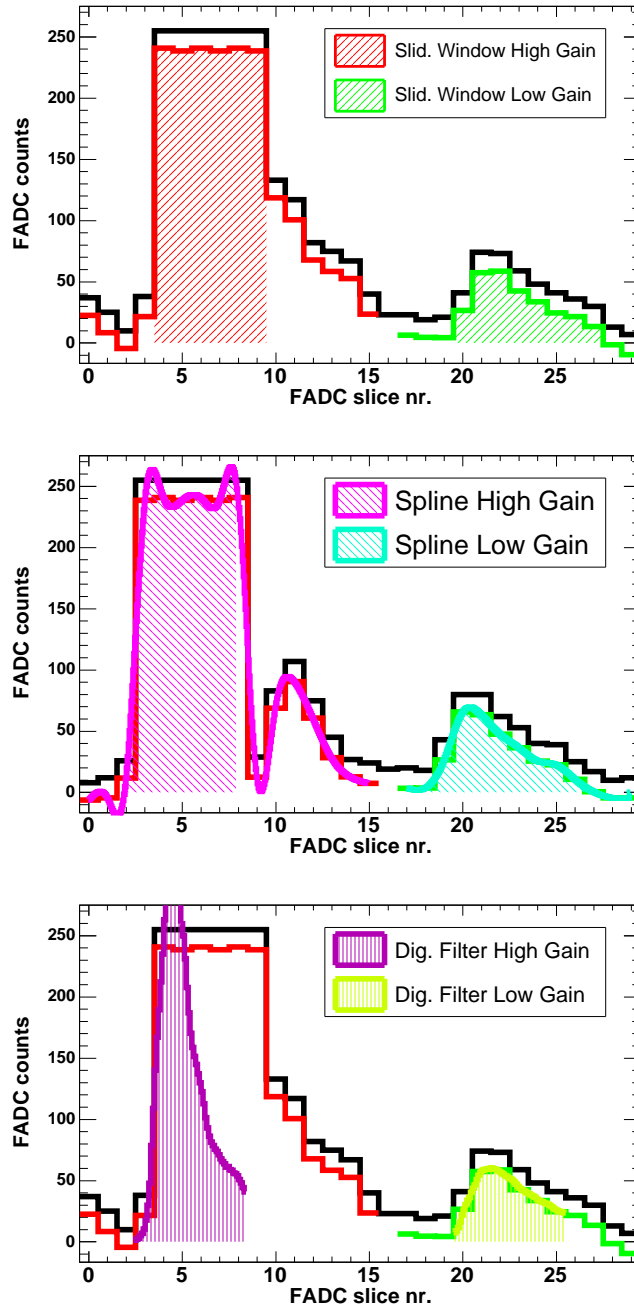 250
Slid. Window High Gain
Slid. Window Low Gain
200
150
100
50
0
FADC counts
0 5 10 15 20 25
FADC slice nr.
250
Spline High Gain
Spline Low Gain
200
150
100
50
0
FADC counts
0 5 10 15 20 25
FADC slice nr.
250
Dig. Filter High Gain
Dig. Filter Low Gain
200
150
100
50
0
FADC counts
0 5 10 15 20 25
FADC slice nr.